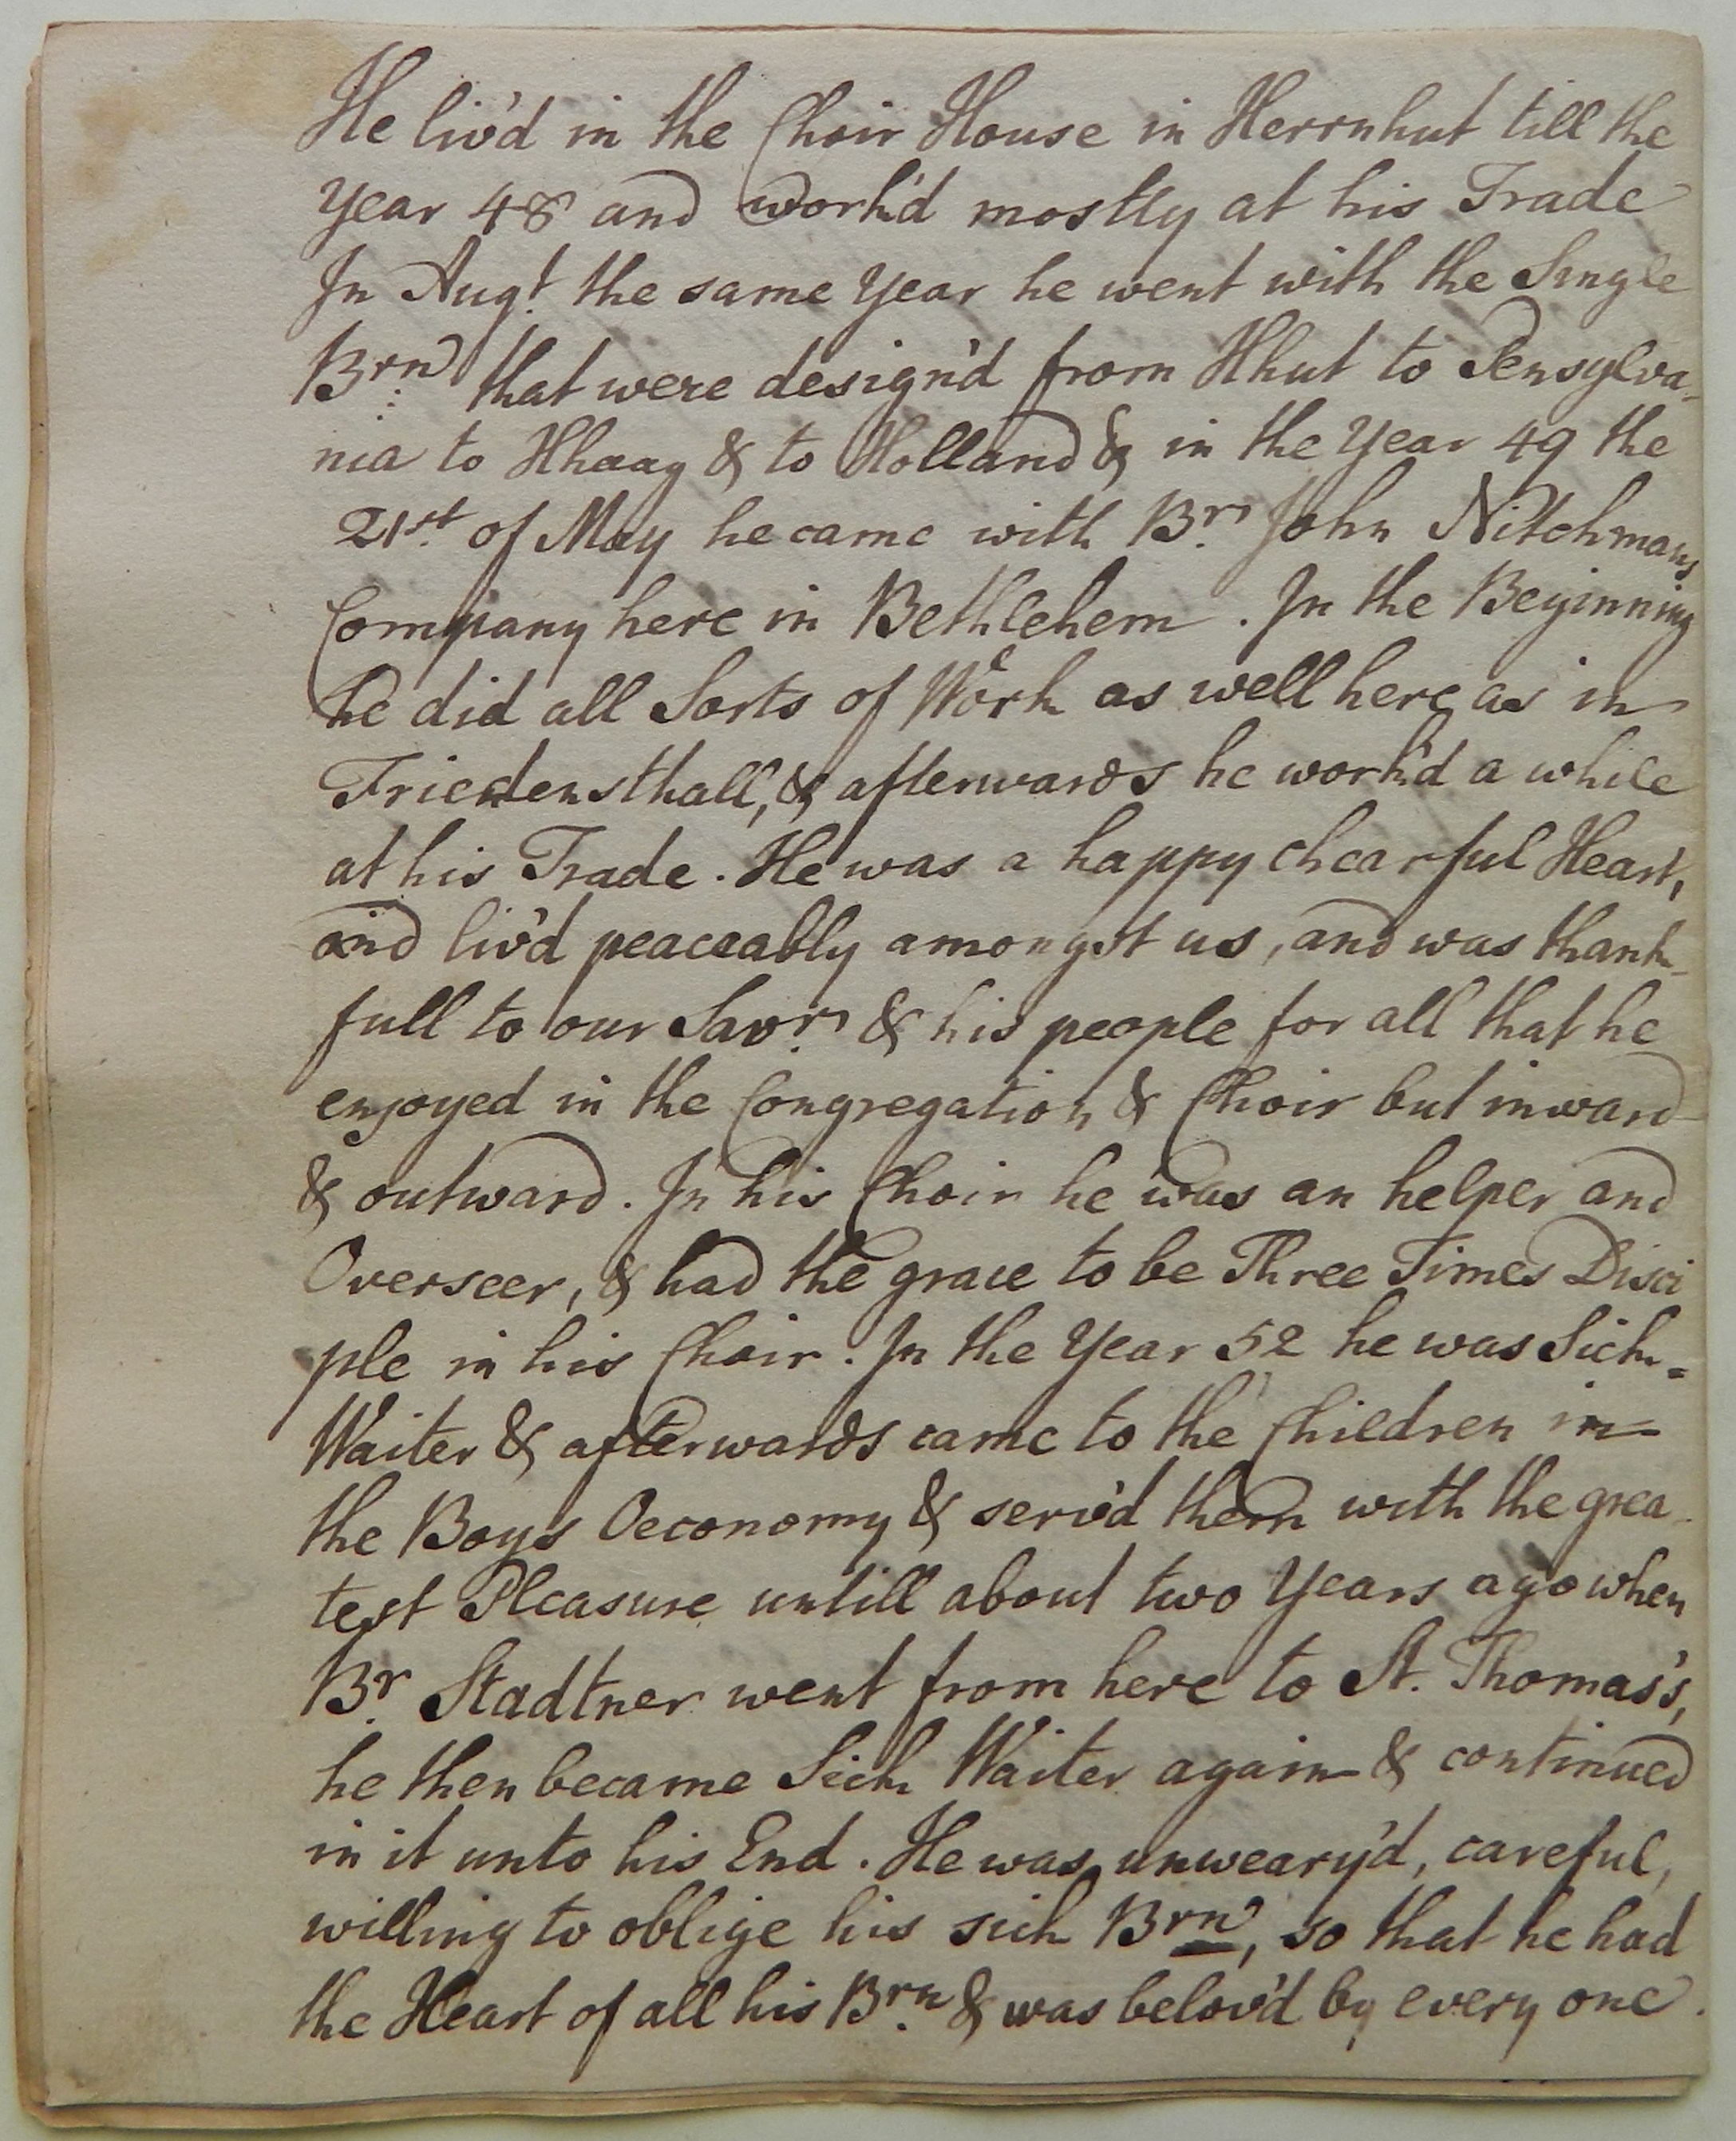 He liv'd in the Choir House in Herrnhut till the
year 48 and work'd mostly at his Trade
In Augt. the same Year he went with the Single
Brn. that were design'd from Hhut to Pensylva-
nia to Hhaag & to Holland & in the Year 49 the
21st. of May he came with Br. John Nitchmans
Company here in Bethlehem. In the Beginning
he did all Sorts of Work as well here as in
Friedensthall, & afterwards he work'd a while
at his Trade. He was a happy chearful Heart,
and liv'd peaceably amongst us, and was thank-
full to our Savr. & his people for all that he
enjoyed in the Congregation & Choir but inward
& outward. In his Choir he was an helper and
Overseer, & had the grace to be Three Times Disci
ple in his Choir. In the Year 52 he was Sick-
Waiter & afterwards came to the Children in
the Boys Oeconomy & serv'd them with the grea-
test Pleasure untill about two Years ago when
Br. Stadtner went from here to St. Thomas's,
he then became Sick Waiter again & continued
in it unto his End. He was unweary'd, careful,
willing to oblige his sick Brn, so that he had
the Heart of all his Brn. & was belov'd by every one.